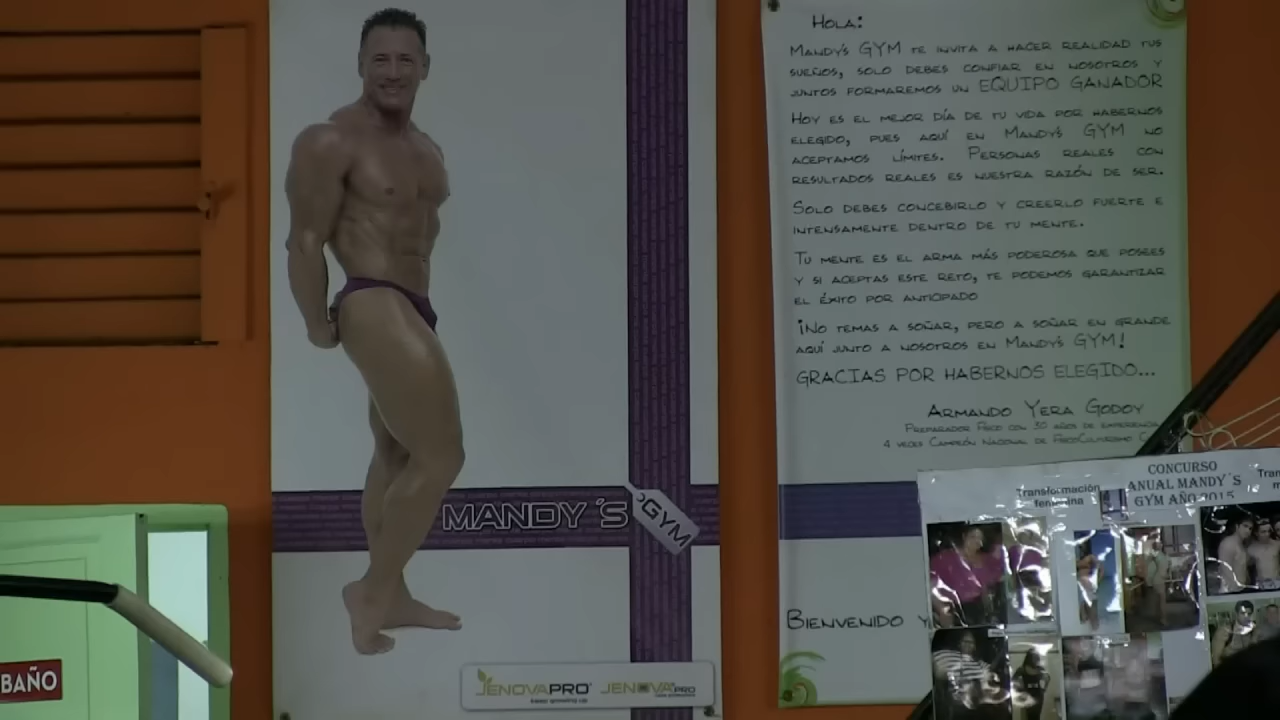 HOLA:
MANDY'S GYM TE INVITA A HACER REALIDAD TUS
SUEÑOS, SOLO DEBES CONFIAR EN NOSOTROS Y
JUNTOS FORMAREMOS UN EQUIPO GANADOR
HOY ES EL MEJOR DÍA DE TU VIDA POR HABERNOS
ELEGIDO, PUES AQUÍ EN MANDY'S GYM NO
ACEPTAMOS LÍMITES. PERSONAS REALES CON
RESULTADOS REALES ES NUESTRA RAZÓN DE SER.
SOLO DEBES CONCEBIRLO Y CREERLO FUERTE E
INTENSAMENTE DENTRO DE TU MENTE.
TU MENTE ES EL ARMA MÁS PODEROSA QUE POSEES
Y SI ACEPTAS ESTE RETO, TE PODEMOS GARANTIZAR
EL ÉXITO POR ANTICIPADO
¡NO TEMAS A SOÑAR, PERO A SOÑAR EN GRANDE
AQUÍ JUNTO A NOSOTROS EN MANDY'S GYM!
GRACIAS POR HABERNOS ELEGIDO...
ARMANDO YERA GODOY
PREPARADOR FÍSICO CON 30 AÑOS DE EXPERIENCIA
4 VECES CAMPEÓN NACIONAL DE FISICOCULTURISMO
BIENVENIDO Y
MANDY´S GYM
JENOVAPRO
keep growing up
JENOVAPRO
Transformación
femenina
CONCURSO
ANUAL MANDY´S
GYM AÑO 2015
BAÑO